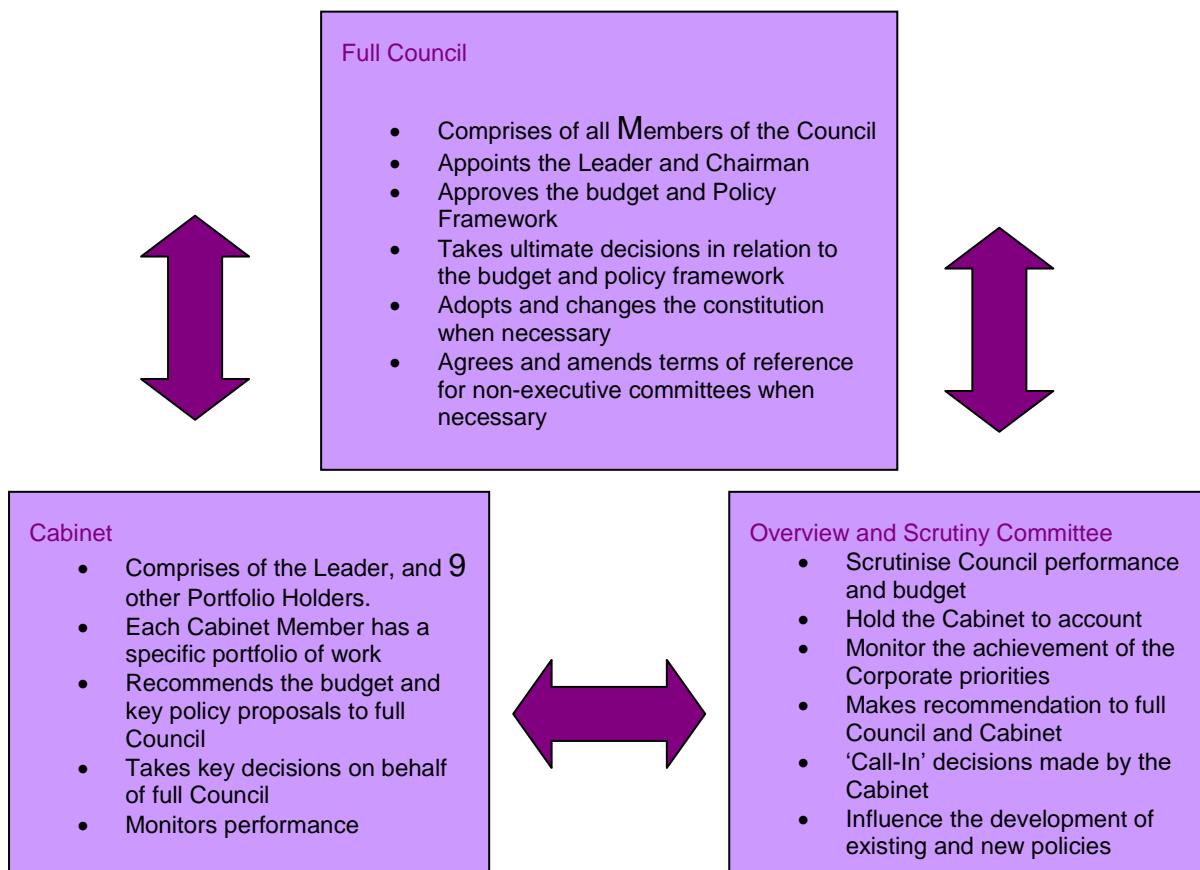 Full Council
• Comprises of all Members of the Council
• Appoints the Leader and Chairman
• Approves the budget and Policy
Framework
• Takes ultimate decisions in relation to
the budget and policy framework
• Adopts and changes the constitution
when necessary
• Agrees and amends terms of reference
for non-executive committees when
necessary
Cabinet
• Comprises of the Leader, and 9
other Portfolio Holders.
• Each Cabinet Member has a
specific portfolio of work
• Recommends the budget and
key policy proposals to full
Council
• Takes key decisions on behalf
of full Council
• Monitors performance
Overview and Scrutiny Committee
• Scrutinise Council performance
and budget
• Hold the Cabinet to account
• Monitor the achievement of the
Corporate priorities
• Makes recommendation to full
Council and Cabinet
• ‘Call-In’ decisions made by the
Cabinet
• Influence the development of
existing and new policies